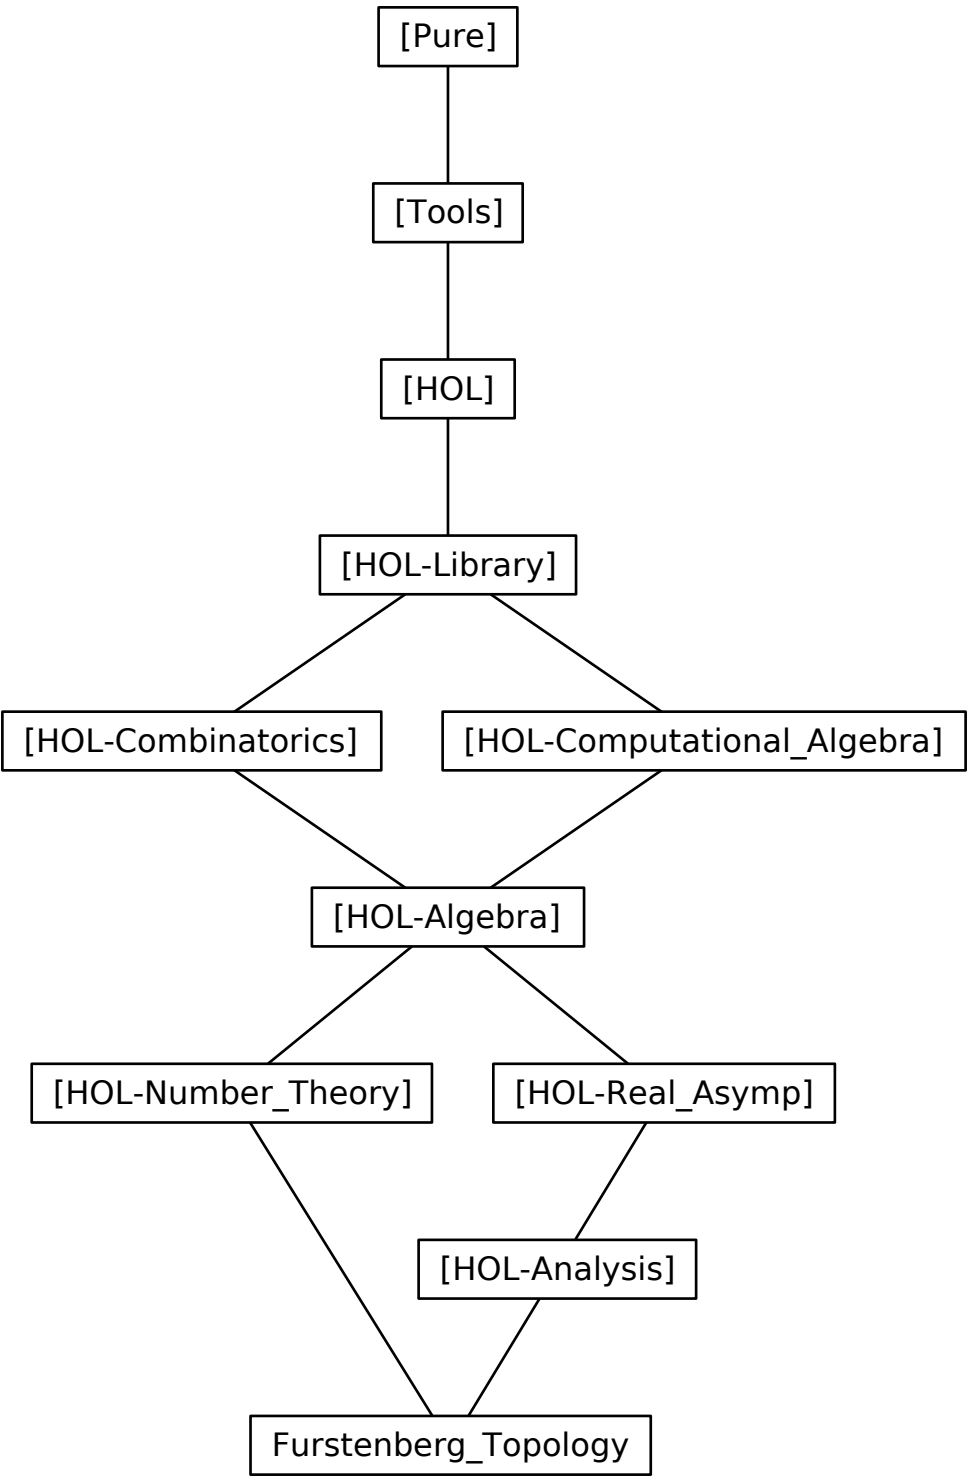 [Pure]
[Tools]
[HOL]
[HOL-Library]
[HOL-Combinatorics]
[HOL-Computational_Algebra]
[HOL-Algebra]
[HOL-Number_Theory]
[HOL-Real_Asymp]
[HOL-Analysis]
Furstenberg_Topology